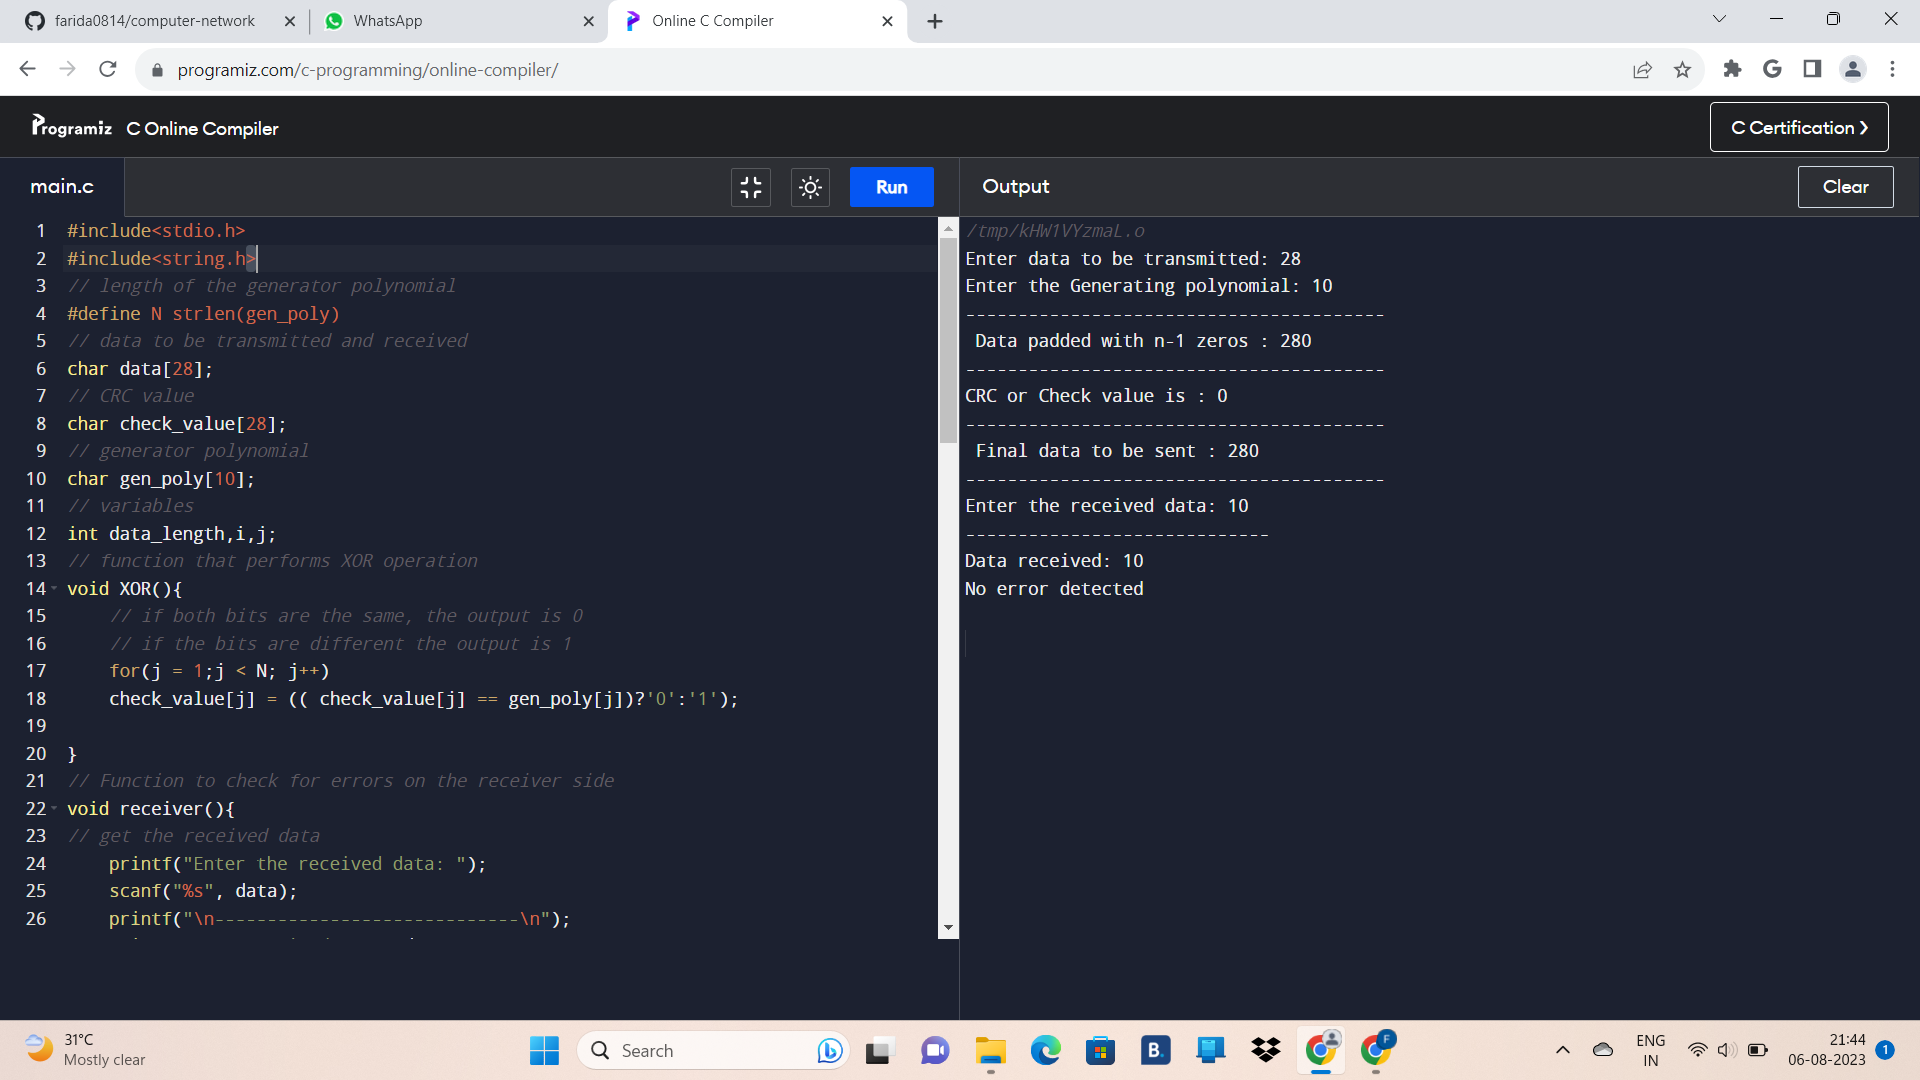 farida0814/computer-network
WhatsApp
Online C Compiler
programiz.com/c-programming/online-compiler/
Programiz C Online Compiler
C Certification ❯
main.c
Run
Output
Clear
1 #include<stdio.h>
2 #include<string.h>
3 // length of the generator polynomial
4 #define N strlen(gen_poly)
5 // data to be transmitted and received
6 char data[28];
7 // CRC value
8 char check_value[28];
9 // generator polynomial
10 char gen_poly[10];
11 // variables
12 int data_length,i,j;
13 // function that performs XOR operation
14 void XOR(){
15 // if both bits are the same, the output is 0
16 // if the bits are different the output is 1
17 for(j = 1;j < N; j++)
18 check_value[j] = (( check_value[j] == gen_poly[j])?'0':'1');
19
20 }
21 // Function to check for errors on the receiver side
22 void receiver(){
23 // get the received data
24 printf("Enter the received data: ");
25 scanf("%s", data);
26 printf("\n-----------------------------\n");
/tmp/kHW1VYzmaL.o
Enter data to be transmitted: 28
Enter the Generating polynomial: 10
----------------------------------------
Data padded with n-1 zeros : 280
----------------------------------------
CRC or Check value is : 0
----------------------------------------
Final data to be sent : 280
----------------------------------------
Enter the received data: 10
-----------------------------
Data received: 10
No error detected
31°C
Mostly clear
Search
B.
F
ENG
IN
21:44
06-08-2023
1